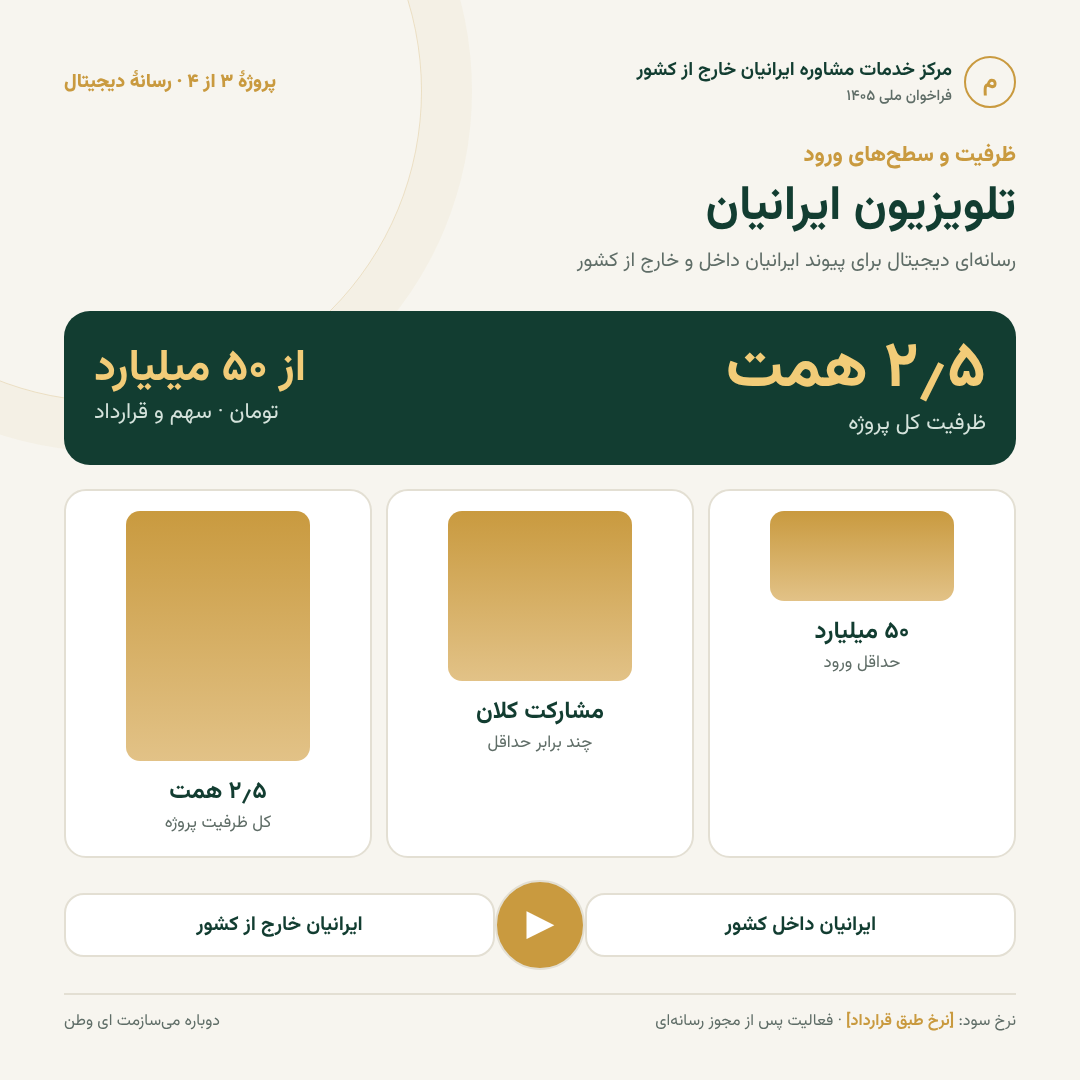 م
مرکز خدمات مشاوره ایرانیان خارج از کشور
فراخوان ملی ۱۴۰۵
پروژهٔ ۳ از ۴ · رسانهٔ دیجیتال
ظرفیت و سطح‌های ورود
تلویزیون ایرانیان
رسانه‌ای دیجیتال برای پیوند ایرانیان داخل و خارج از کشور
۲٫۵ همت
ظرفیت کل پروژه
از ۵۰ میلیارد
تومان · سهم و قرارداد
۵۰ میلیارد
حداقل ورود
مشارکت کلان
چند برابر حداقل
۲٫۵ همت
کل ظرفیت پروژه
ایرانیان داخل کشور
ایرانیان خارج از کشور
نرخ سود: [نرخ طبق قرارداد] · فعالیت پس از مجوز رسانه‌ای
دوباره می‌سازمت ای وطن